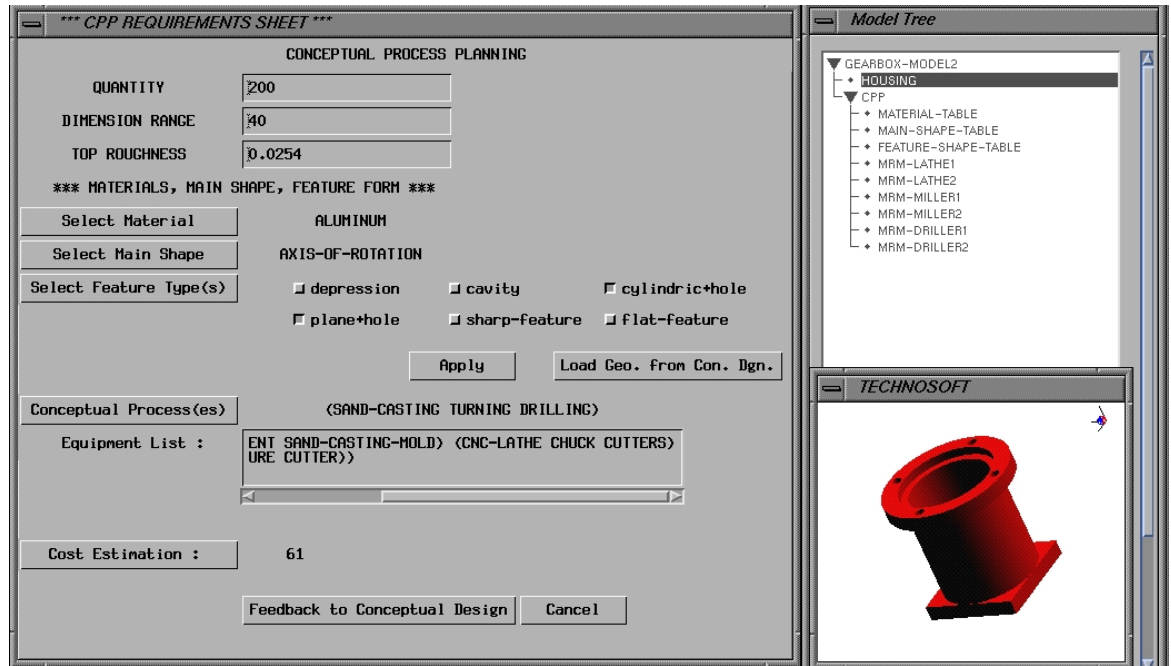 *** CPP REQUIREMENTS SHEET ***
CONCEPTUAL PROCESS PLANNING
QUANTITY 200
DIMENSION RANGE 40
TOP ROUGHNESS 0.0254
*** MATERIALS, MAIN SHAPE, FEATURE FORM ***
Select Material ALUMINUM
Select Main Shape AXIS-OF-ROTATION
Select Feature Type(s) depression cavity cylindric+hole
plane+hole sharp-feature flat-feature
Apply Load Geo. from Con. Dgn.
Conceptual Process(es) (SAND-CASTING TURNING DRILLING)
Equipment List : ENT SAND-CASTING-MOLD) (CNC-LATHE CHUCK CUTTERS)
URE CUTTER))
Cost Estimation : 61
Feedback to Conceptual Design Cancel
Model Tree
GEARBOX-MODEL2
HOUSING
CPP
MATERIAL-TABLE
MAIN-SHAPE-TABLE
FEATURE-SHAPE-TABLE
MRM-LATHE1
MRM-LATHE2
MRM-MILLER1
MRM-MILLER2
MRM-DRILLER1
MRM-DRILLER2
TECHNOSOFT